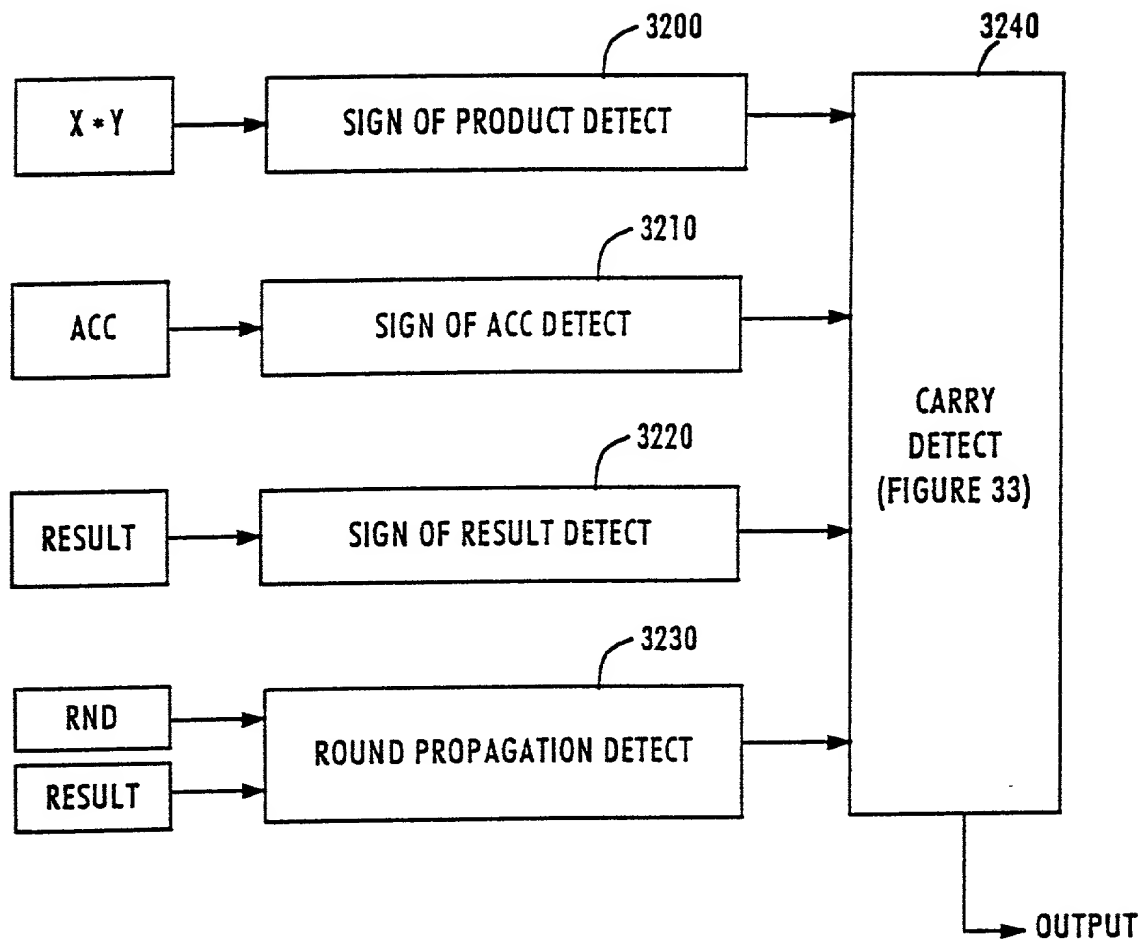 3200
3240
X * Y
SIGN OF PRODUCT DETECT
3210
ACC
SIGN OF ACC DETECT
CARRY
DETECT
(FIGURE 33)
3220
RESULT
SIGN OF RESULT DETECT
3230
RND
ROUND PROPAGATION DETECT
RESULT
OUTPUT